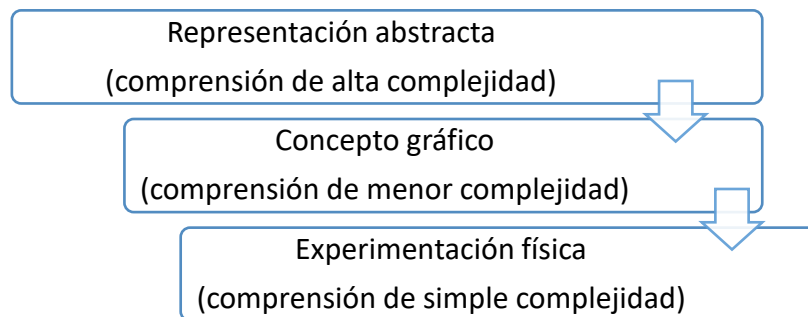 Representación abstracta
(comprensión de alta complejidad)
Concepto gráfico
(comprensión de menor complejidad)
Experimentación física
(comprensión de simple complejidad)